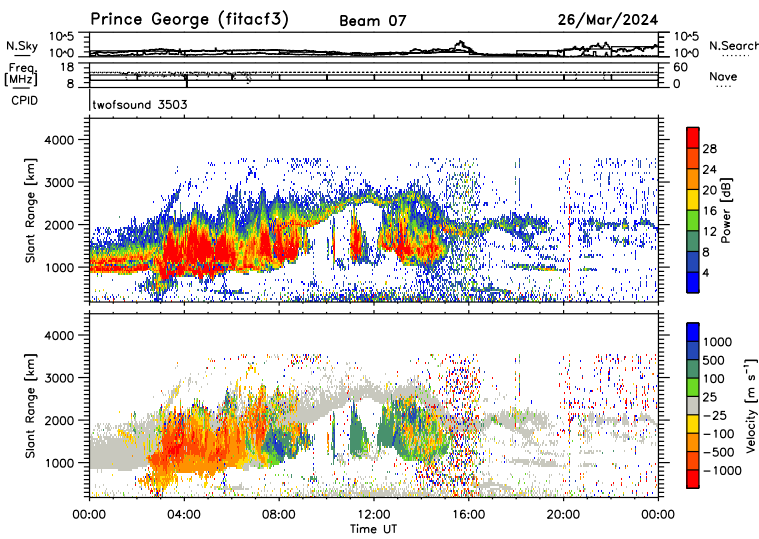 Prince George (fitacf3) Beam 07 26/Mar/2024
N.Sky 10^5 10^0 10^5 10^0 N.Search
Freq [MHz] 18 8 60 0 Nave
CPID twofsound 3503
Slant Range [km] 4000 3000 2000 1000
Power [dB] 28 24 20 16 12 8 4
Slant Range [km] 4000 3000 2000 1000
Velocity [m s⁻¹] 1000 500 100 25 −25 −100 −500 −1000
00:00 04:00 08:00 12:00 16:00 20:00 00:00
Time UT